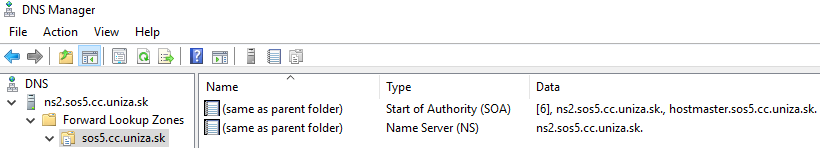 DNS Manager
File Action View Help
DNS
ns2.sos5.cc.uniza.sk
Forward Lookup Zones
sos5.cc.uniza.sk
Name Type Data
(same as parent folder) Start of Authority (SOA) [6], ns2.sos5.cc.uniza.sk., hostmaster.sos5.cc.uniza.sk.
(same as parent folder) Name Server (NS) ns2.sos5.cc.uniza.sk.